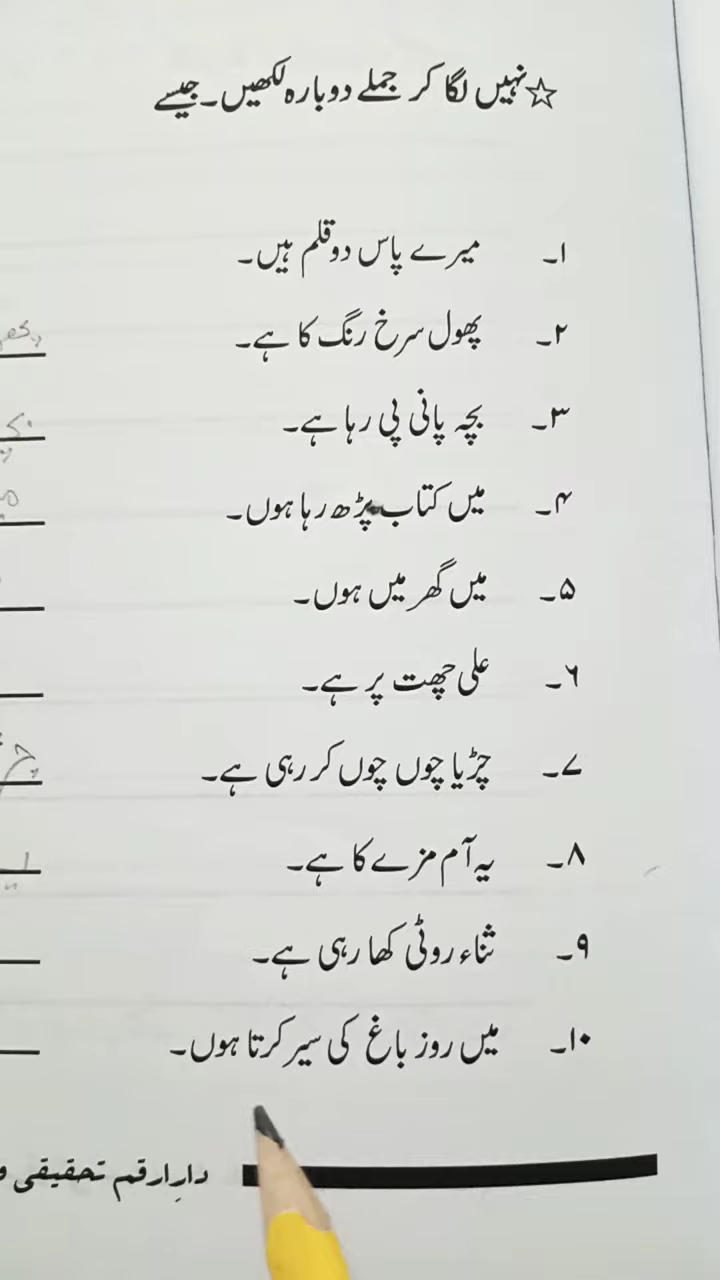 ☆ نہیں لگا کر جملے دوبارہ لکھیں۔ جیسے
۱۔ میرے پاس دو قلم ہیں۔
۲۔ پھول سرخ رنگ کا ہے۔
۳۔ بچہ پانی پی رہا ہے۔
۴۔ میں کتاب پڑھ رہا ہوں۔
۵۔ میں گھر میں ہوں۔
۶۔ علی چھت پر ہے۔
۷۔ چڑیا چوں چوں کر رہی ہے۔
۸۔ یہ آم مزے کا ہے۔
۹۔ ثناء روٹی کھا رہی ہے۔
۱۰۔ میں روز باغ کی سیر کرتا ہوں۔
دارِ ارقم تحقیقی و